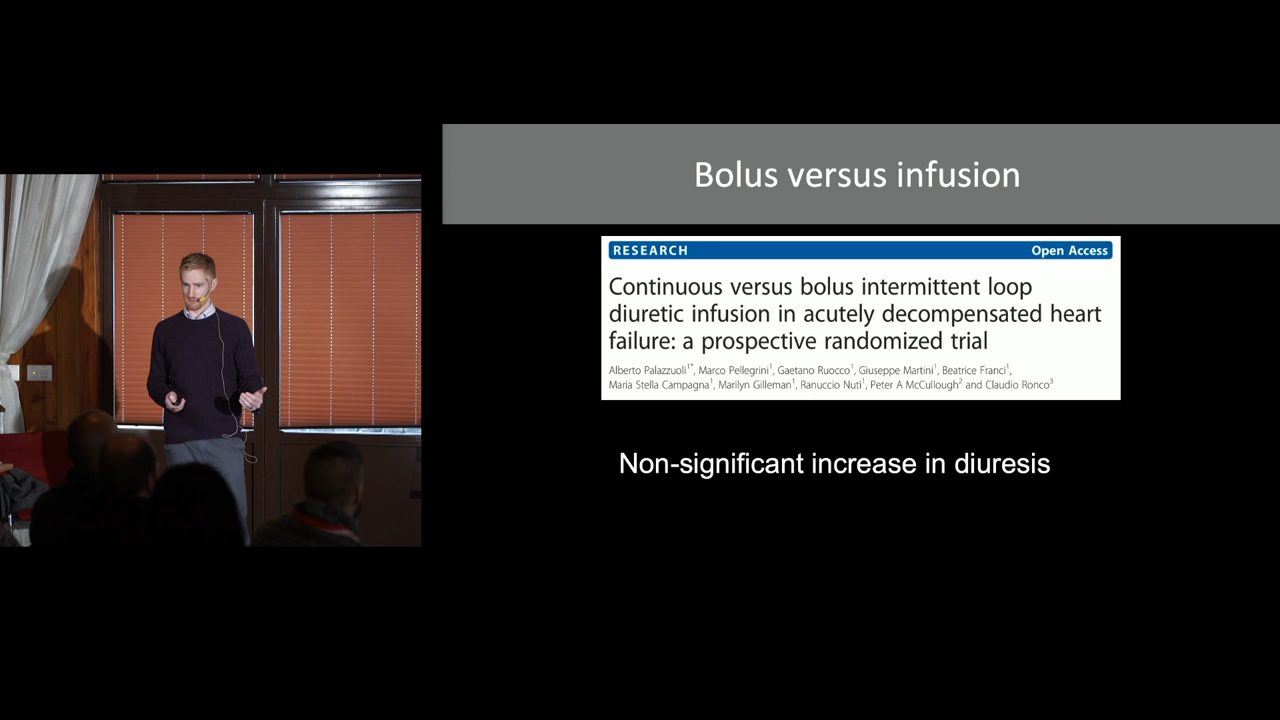 Bolus versus infusion
RESEARCH Open Access
Continuous versus bolus intermittent loop
diuretic infusion in acutely decompensated heart
failure: a prospective randomized trial
Alberto Palazzuoli1*, Marco Pellegrini1, Gaetano Ruocco1, Giuseppe Martini1, Beatrice Franci1,
Maria Stella Campagna1, Marilyn Gilleman1, Ranuccio Nuti1, Peter A McCullough2 and Claudio Ronco3
Non-significant increase in diuresis